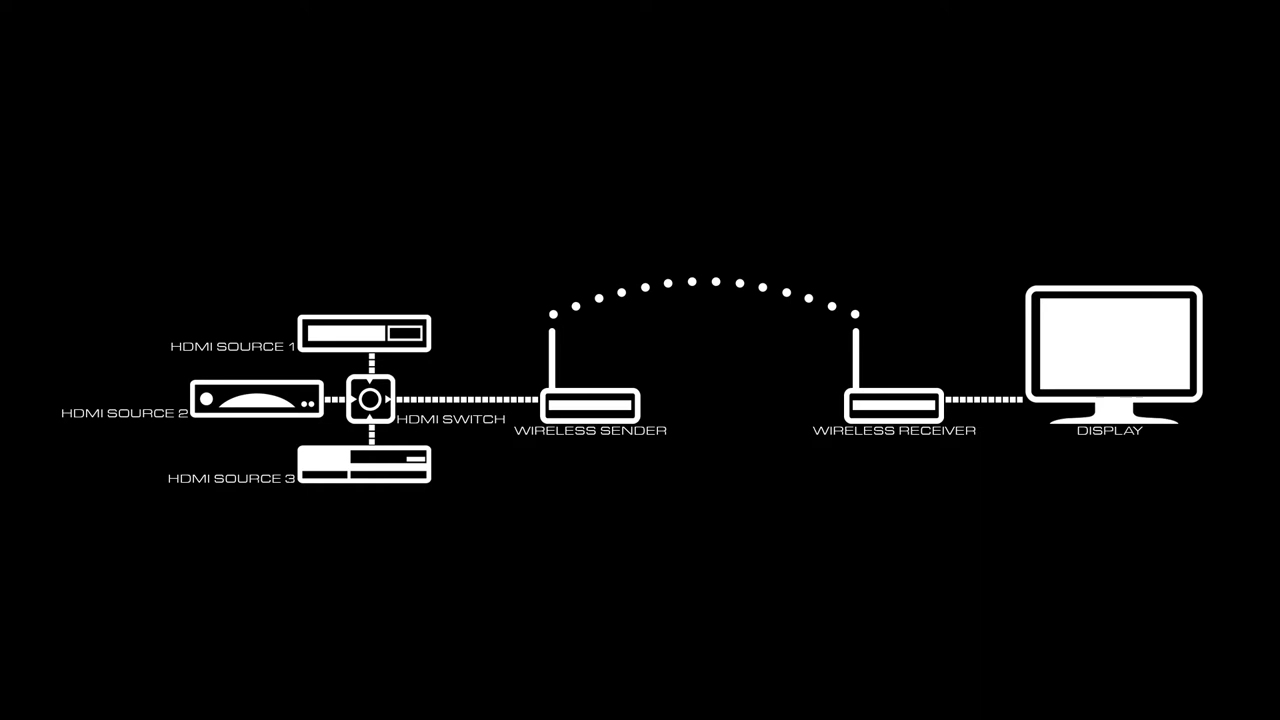 HDMI SOURCE 1
HDMI SOURCE 2
HDMI SWITCH
HDMI SOURCE 3
WIRELESS SENDER
WIRELESS RECEIVER
DISPLAY